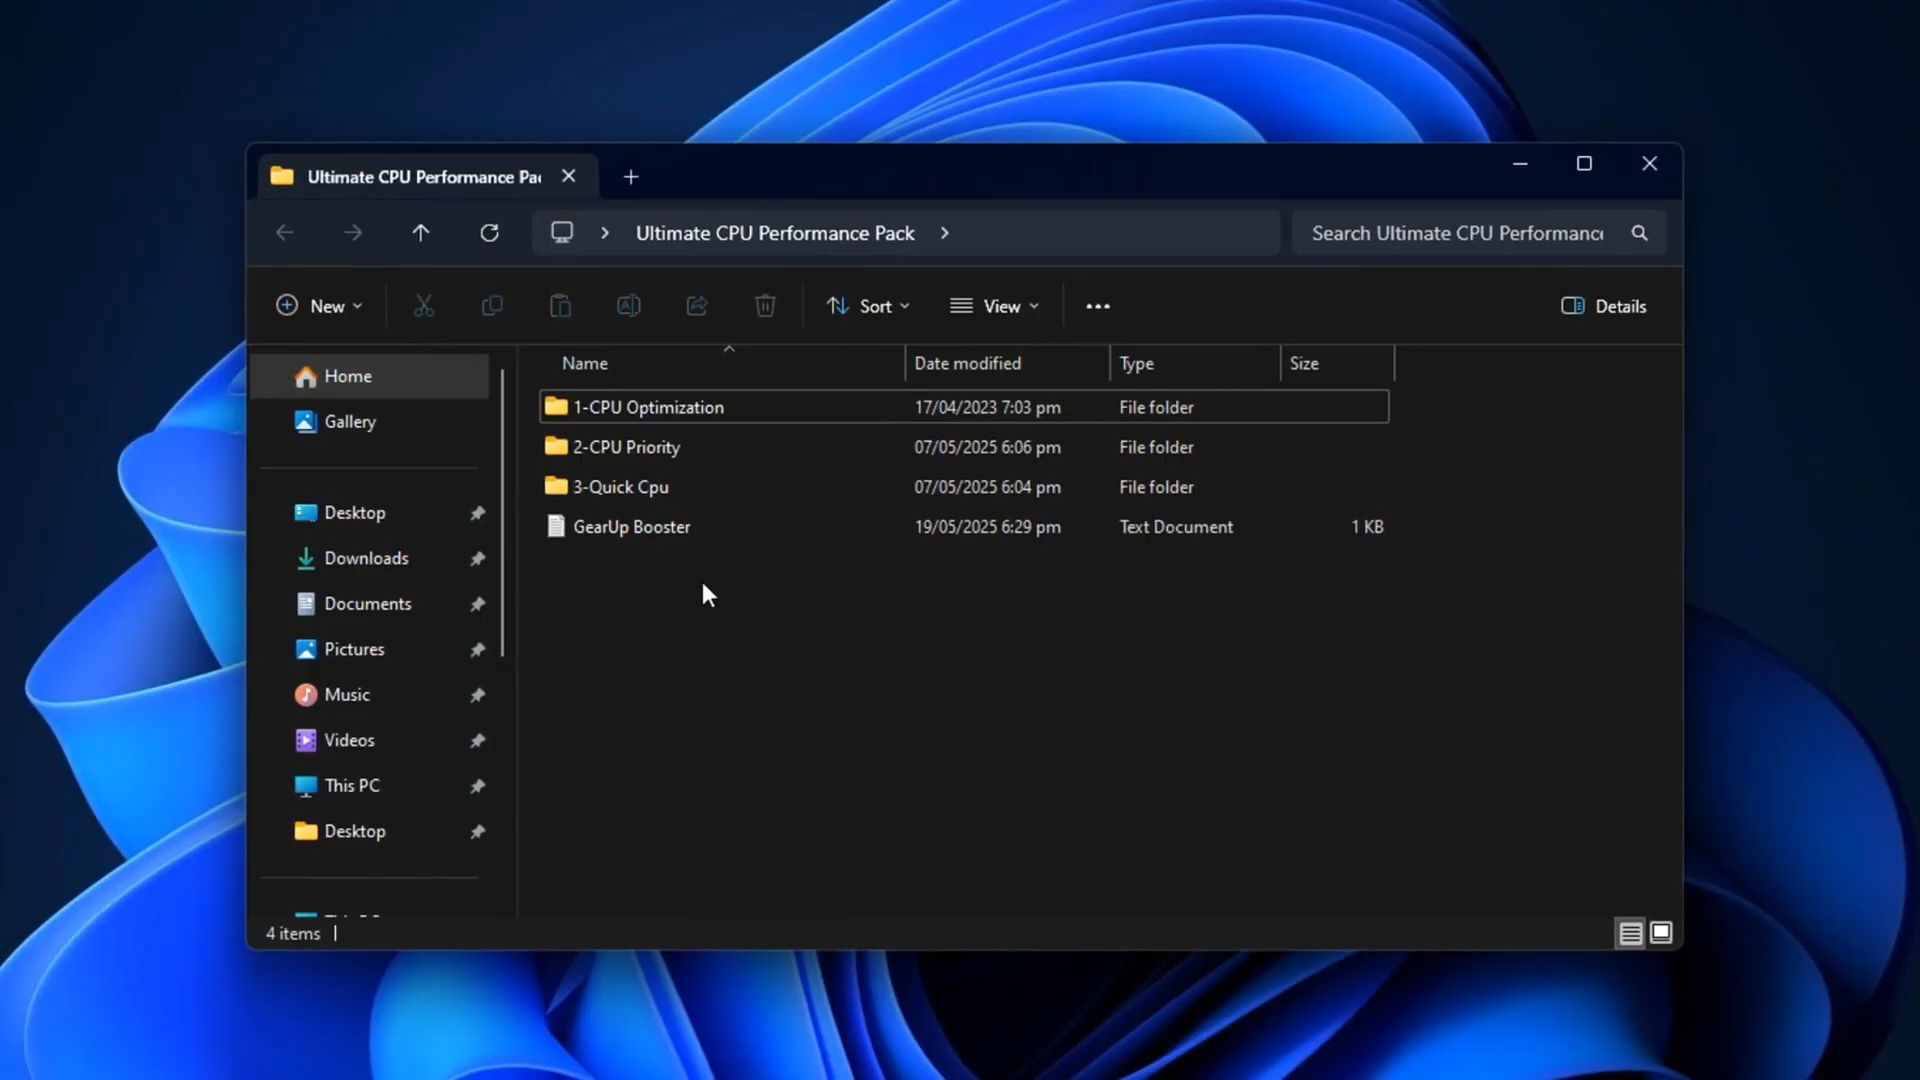 Ultimate CPU Performance Pa
Ultimate CPU Performance Pack
Search Ultimate CPU Performanc
New
Sort
View
Details
Home
Gallery
Desktop
Downloads
Documents
Pictures
Music
Videos
This PC
Desktop
Name Date modified Type Size
1-CPU Optimization 17/04/2023 7:03 pm File folder
2-CPU Priority 07/05/2025 6:06 pm File folder
3-Quick Cpu 07/05/2025 6:04 pm File folder
GearUp Booster 19/05/2025 6:29 pm Text Document 1 KB
4 items